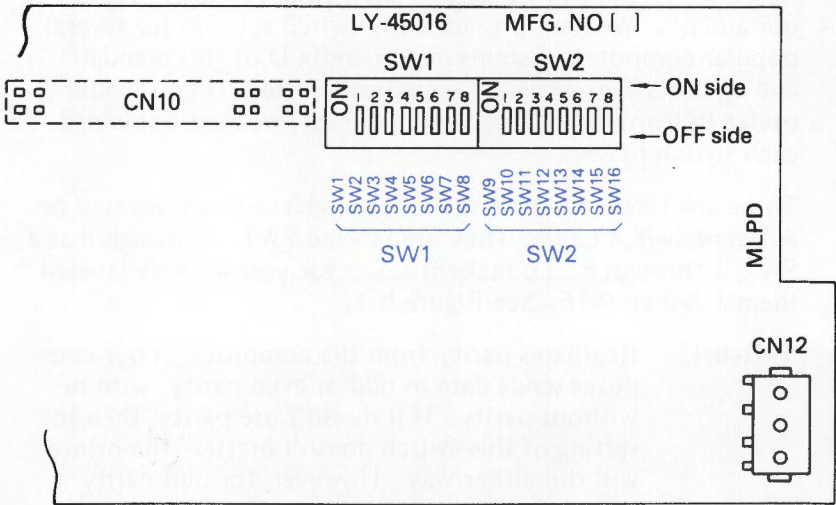 LY-45016 MFG. NO [ ]
SW1 SW2
ON 1 2 3 4 5 6 7 8 ON 1 2 3 4 5 6 7 8
ON side
OFF side
CN10
SW1 SW2 SW3 SW4 SW5 SW6 SW7 SW8 SW9 SW10 SW11 SW12 SW13 SW14 SW15 SW16
SW1 SW2
MLPD
CN12